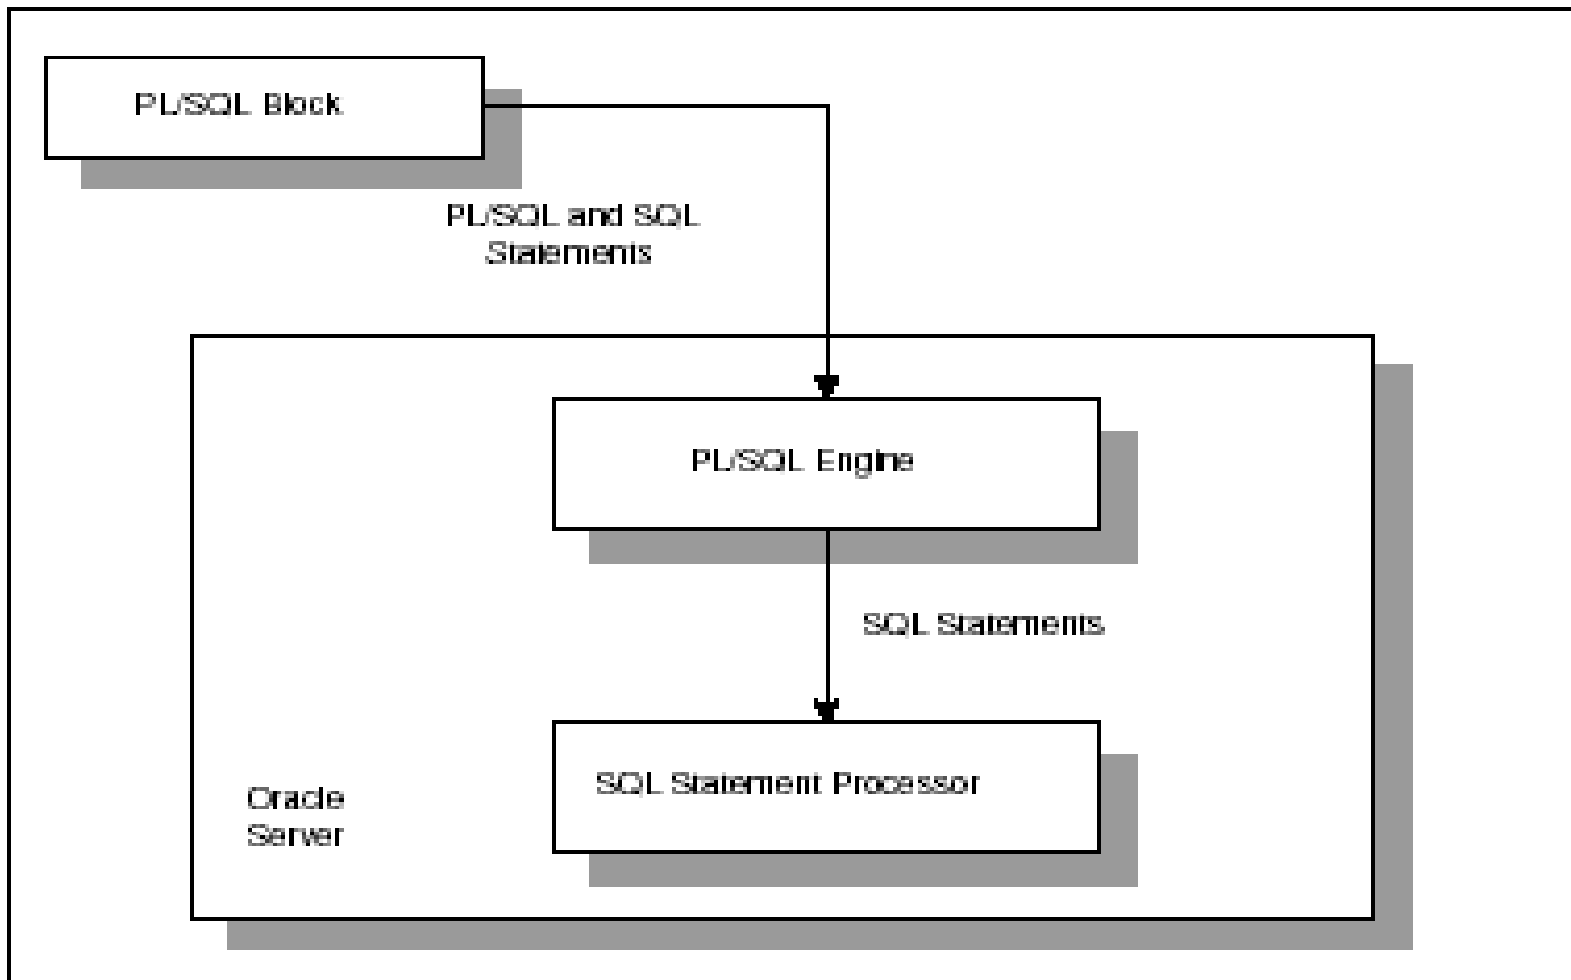 PL/SQL Block
PL/SQL and SQL
Statements
PL/SQL Engine
SQL Statements
SQL Statement Processor
Oracle
Server